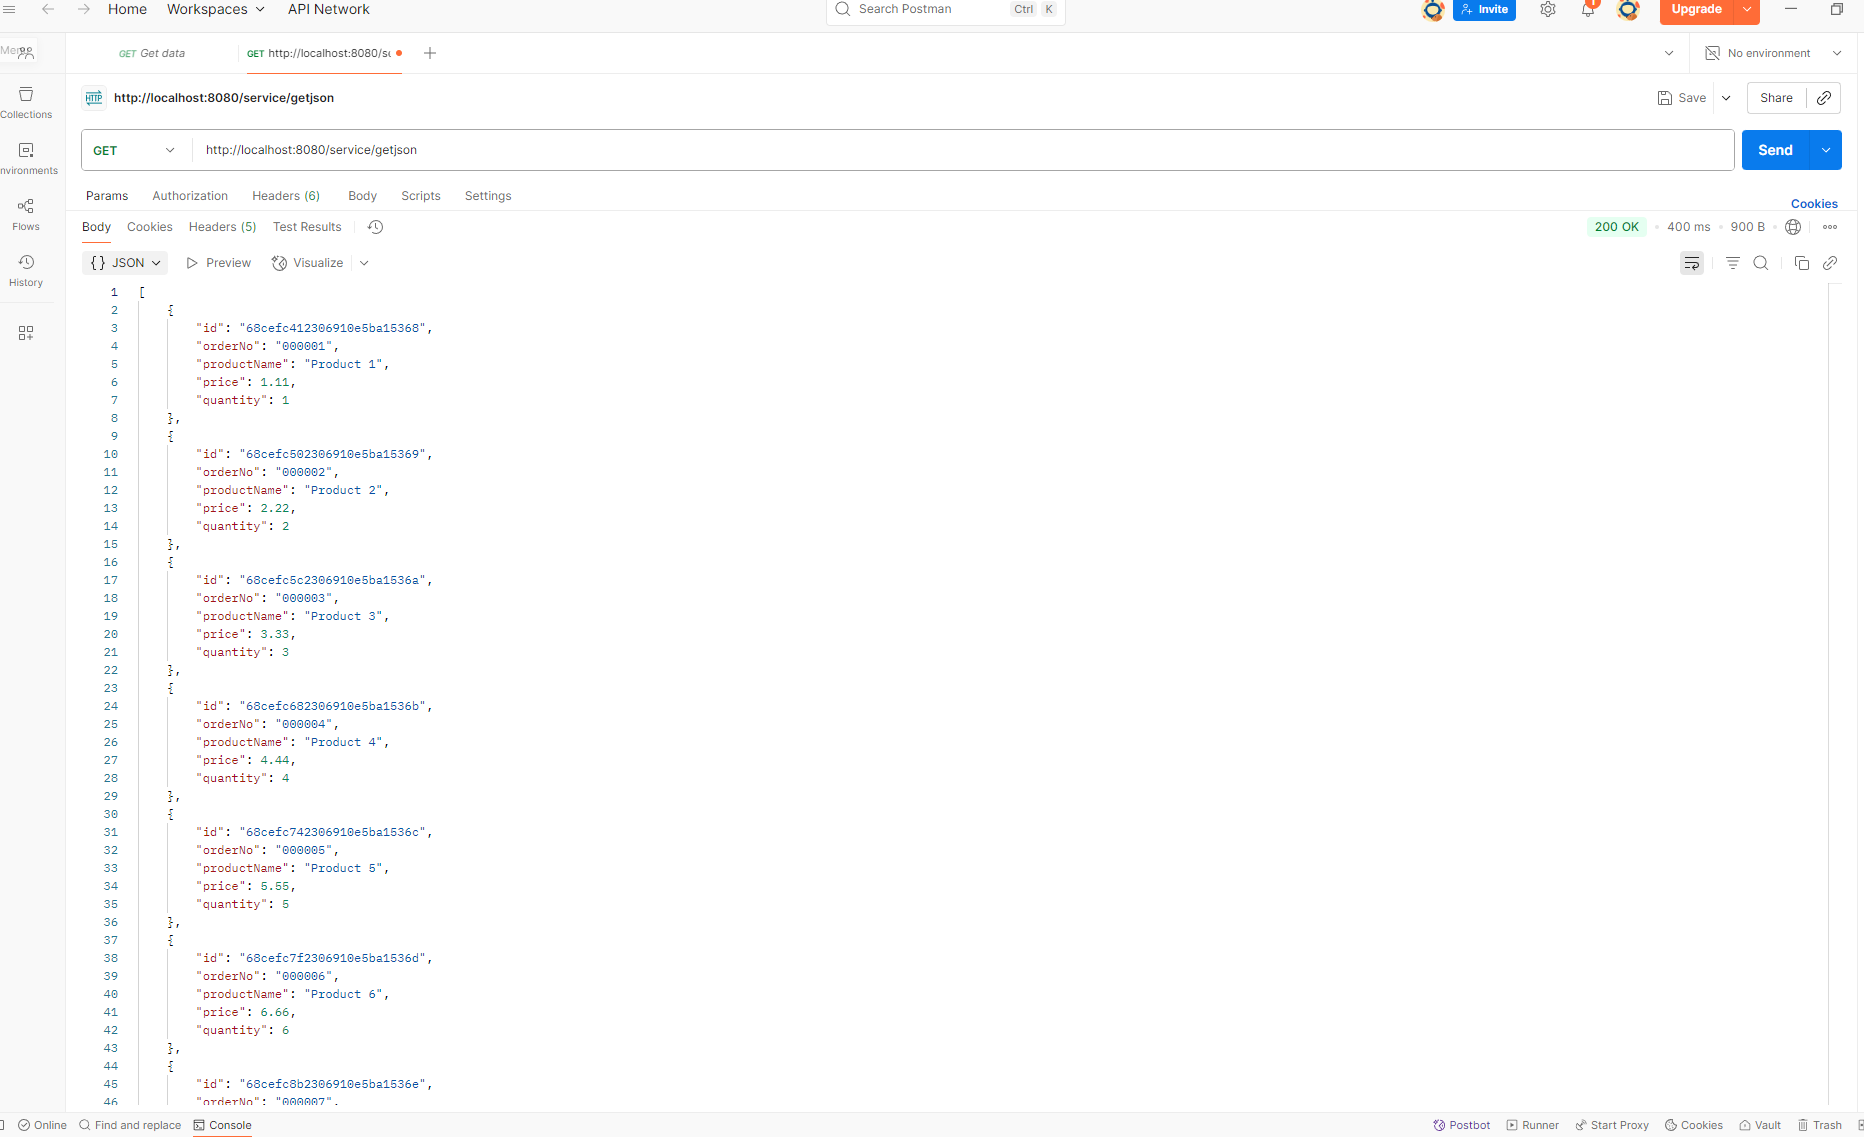 Home Workspaces API Network Search Postman Ctrl K Invite 1 Upgrade
GET Get data GET http://localhost:8080/se No environment
HTTP http://localhost:8080/service/getjson Save Share
GET http://localhost:8080/service/getjson Send
Params Authorization Headers (6) Body Scripts Settings Cookies
Body Cookies Headers (5) Test Results 200 OK • 400 ms • 900 B •
{} JSON Preview Visualize
Collections
nvironments
Flows
History
1 [
2 {
3 "id": "68cefc412306910e5ba15368",
4 "orderNo": "000001",
5 "productName": "Product 1",
6 "price": 1.11,
7 "quantity": 1
8 },
9 {
10 "id": "68cefc502306910e5ba15369",
11 "orderNo": "000002",
12 "productName": "Product 2",
13 "price": 2.22,
14 "quantity": 2
15 },
16 {
17 "id": "68cefc5c2306910e5ba1536a",
18 "orderNo": "000003",
19 "productName": "Product 3",
20 "price": 3.33,
21 "quantity": 3
22 },
23 {
24 "id": "68cefc682306910e5ba1536b",
25 "orderNo": "000004",
26 "productName": "Product 4",
27 "price": 4.44,
28 "quantity": 4
29 },
30 {
31 "id": "68cefc742306910e5ba1536c",
32 "orderNo": "000005",
33 "productName": "Product 5",
34 "price": 5.55,
35 "quantity": 5
36 },
37 {
38 "id": "68cefc7f2306910e5ba1536d",
39 "orderNo": "000006",
40 "productName": "Product 6",
41 "price": 6.66,
42 "quantity": 6
43 },
44 {
45 "id": "68cefc8b2306910e5ba1536e",
46 "orderNo": "000007",
Online Find and replace Console Postbot Runner Start Proxy Cookies Vault Trash